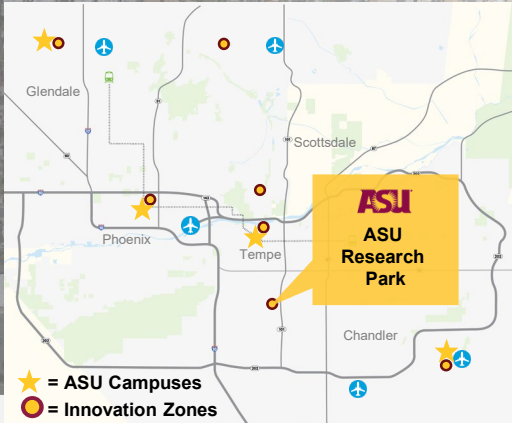 Glendale
Scottsdale
ASU
ASU
Research
Park
Phoenix
Tempe
Chandler
= ASU Campuses
= Innovation Zones